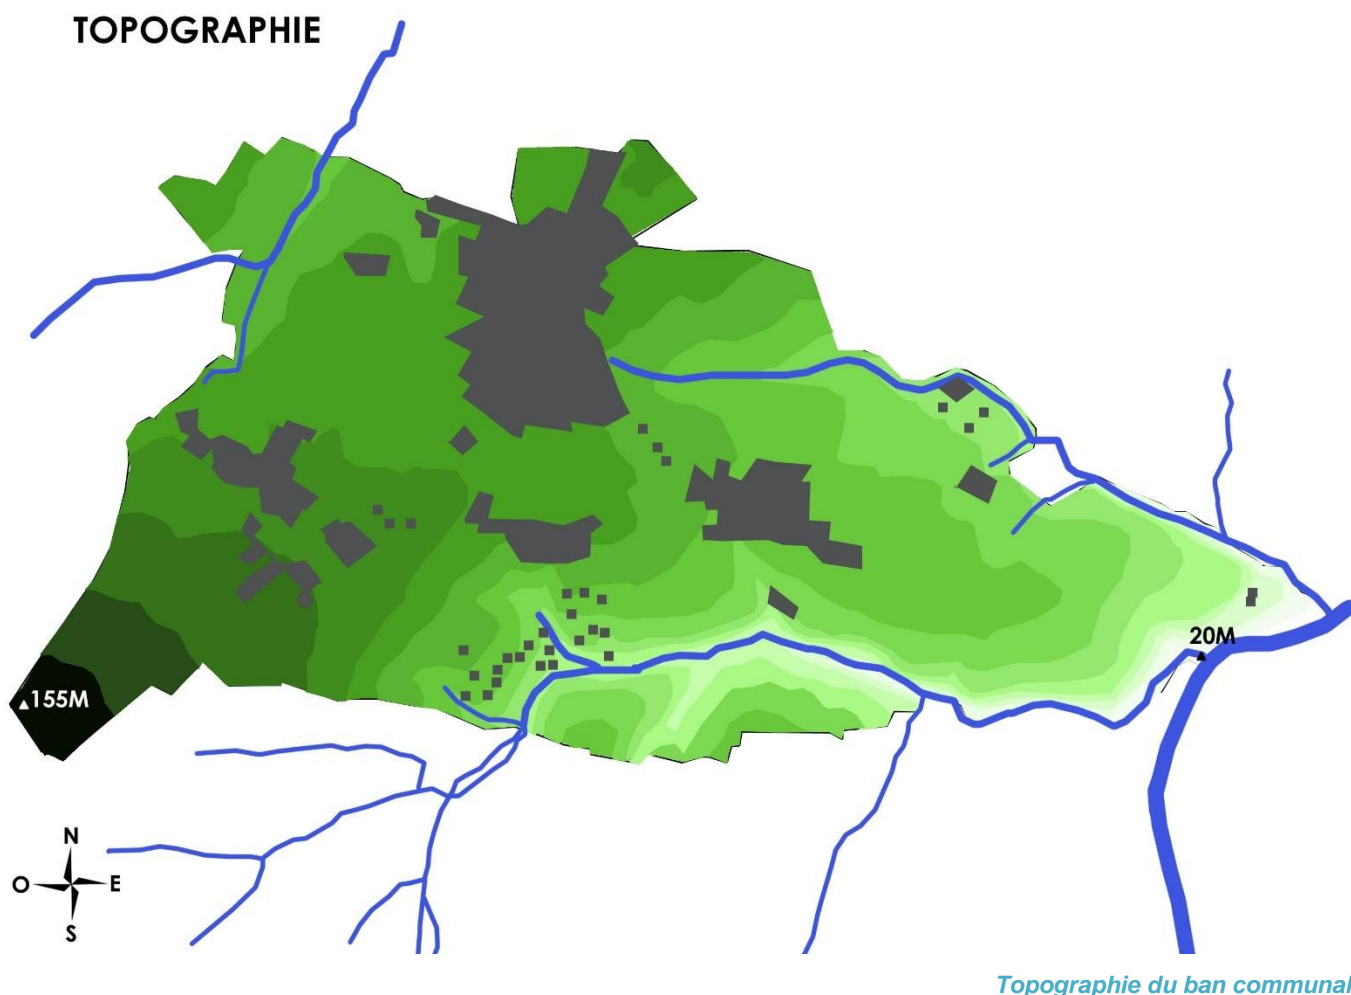 TOPOGRAPHIE
20M
155M
N
O E
S
Topographie du ban communal